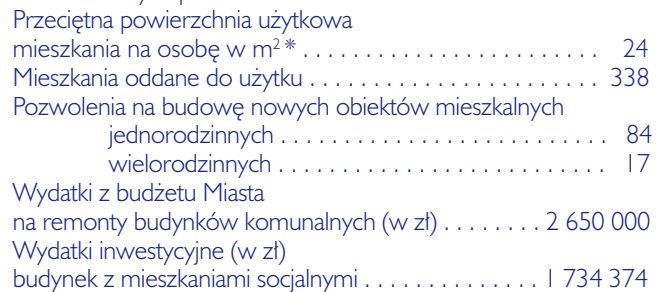 Przeciętna powierzchnia użytkowa
mieszkania na osobę w m² * . . . . . . . . . . . . . . . . . . . . . . . . . . 24
Mieszkania oddane do użytku . . . . . . . . . . . . . . . . . . . . . . . . . 338
Pozwolenia na budowę nowych obiektów mieszkalnych
jednorodzinnych . . . . . . . . . . . . . . . . . . . . . . . . . . . . 84
wielorodzinnych . . . . . . . . . . . . . . . . . . . . . . . . . . . . 17
Wydatki z budżetu Miasta
na remonty budynków komunalnych (w zł) . . . . . . . . 2 650 000
Wydatki inwestycyjne (w zł)
budynek z mieszkaniami socjalnymi . . . . . . . . . . . . . . 1 734 374